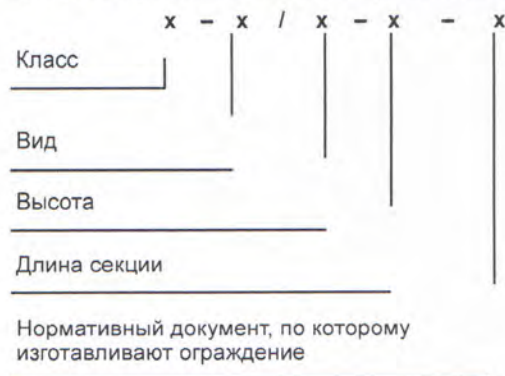 х – х / х – х – х
Класс
Вид
Высота
Длина секции
Нормативный документ, по которому
изготавливают ограждение